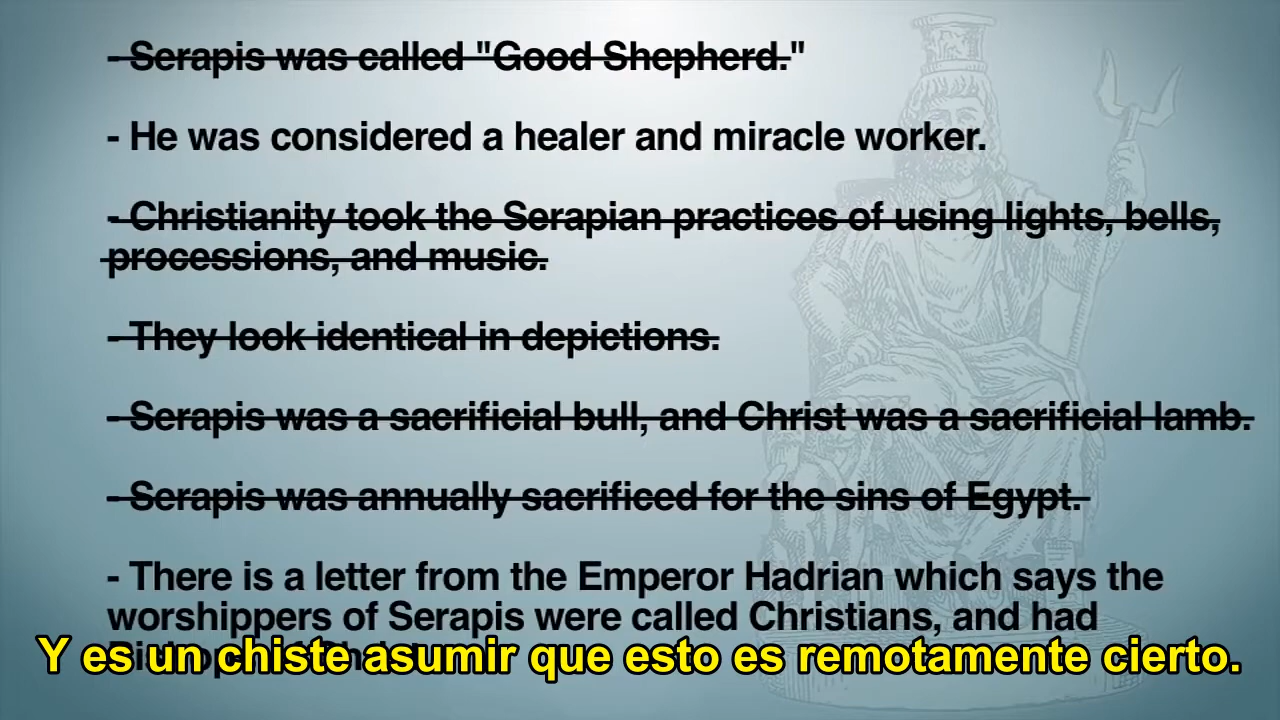 - Serapis was called "Good Shepherd."
- He was considered a healer and miracle worker.
- Christianity took the Serapian practices of using lights, bells,
processions, and music.
- They look identical in depictions.
- Serapis was a sacrificial bull, and Christ was a sacrificial lamb.
- Serapis was annually sacrificed for the sins of Egypt.
- There is a letter from the Emperor Hadrian which says the
worshippers of Serapis were called Christians, and had
Y es un chiste asumir que esto es remotamente cierto.